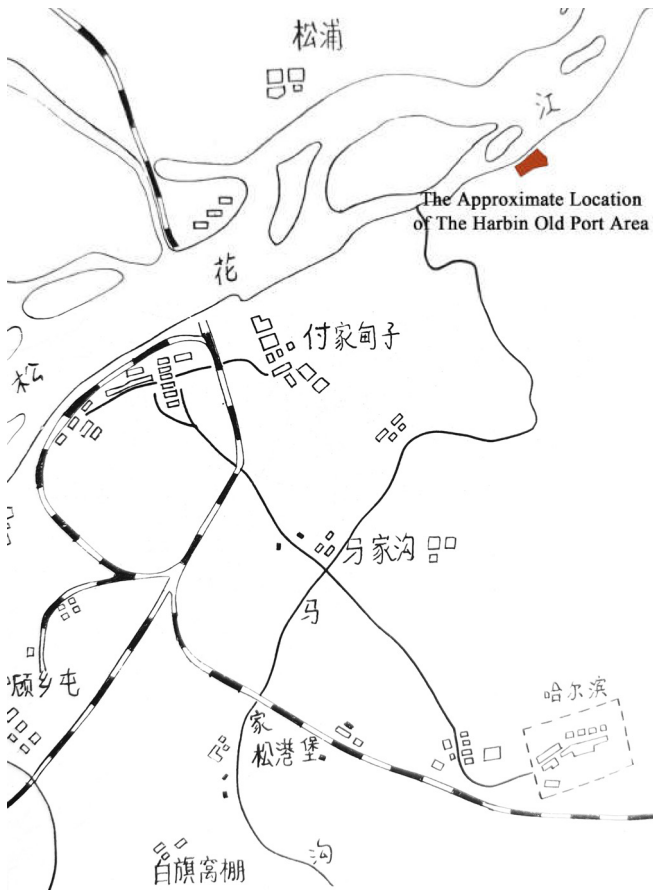 松浦
江
The Approximate Location
of The Harbin Old Port Area
花
付家甸子
松
马家沟
马
顾乡屯
哈尔滨
家
松港堡
白旗窝棚
沟